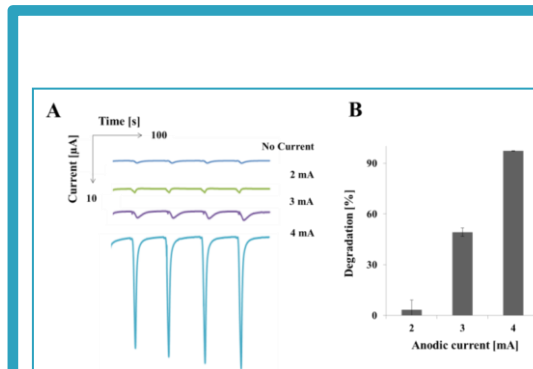 A
Time [s]
100
Current [µA]
10
No Current
2 mA
3 mA
4 mA
B
Degradation [%]
90
60
30
0
2 3 4
Anodic current [mA]